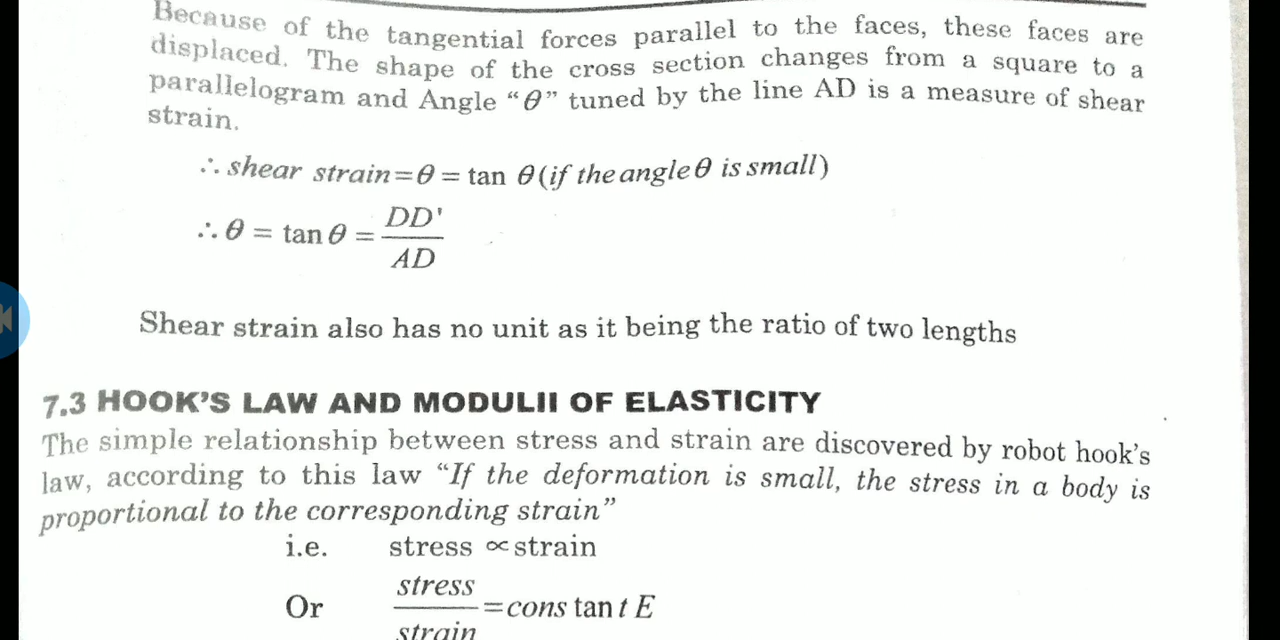 Because of the tangential forces parallel to the faces, these faces are
displaced. The shape of the cross section changes from a square to a
parallelogram and Angle “θ” tuned by the line AD is a measure of shear
strain.
∴ shear strain=θ = tan θ(if the angle θ is small)
∴ θ = tan θ = DD'/AD
Shear strain also has no unit as it being the ratio of two lengths
7.3 HOOK’S LAW AND MODULII OF ELASTICITY
The simple relationship between stress and strain are discovered by robot hook’s
law, according to this law “If the deformation is small, the stress in a body is
proportional to the corresponding strain”
i.e. stress ∝ strain
Or stress/strain =cons tan t E